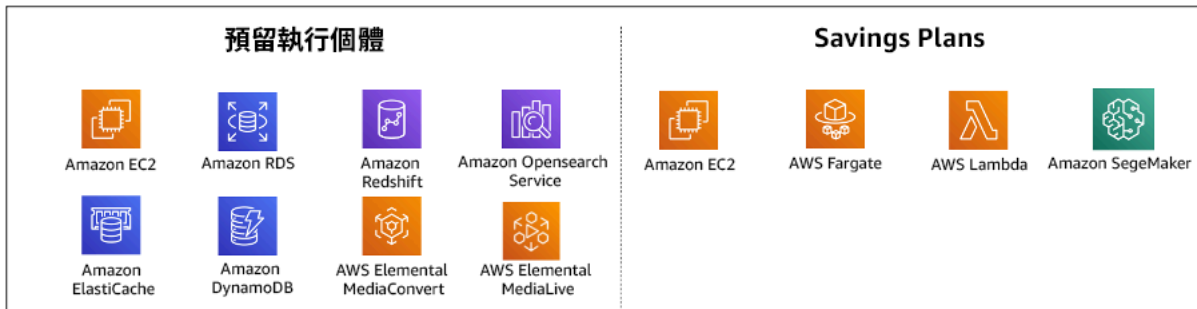 預留執行個體
Savings Plans
Amazon EC2
Amazon RDS
Amazon
Redshift
Amazon Opensearch
Service
Amazon
ElastiCache
Amazon
DynamoDB
AWS Elemental
MediaConvert
AWS Elemental
MediaLive
Amazon EC2
AWS Fargate
AWS Lambda
Amazon SegeMaker